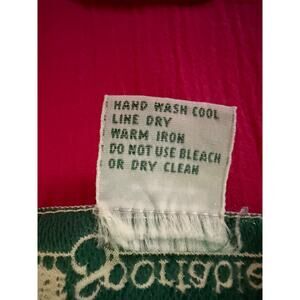 HAND WASH COOL
LINE DRY
WARM IRON
DO NOT USE BLEACH
OR DRY CLEAN